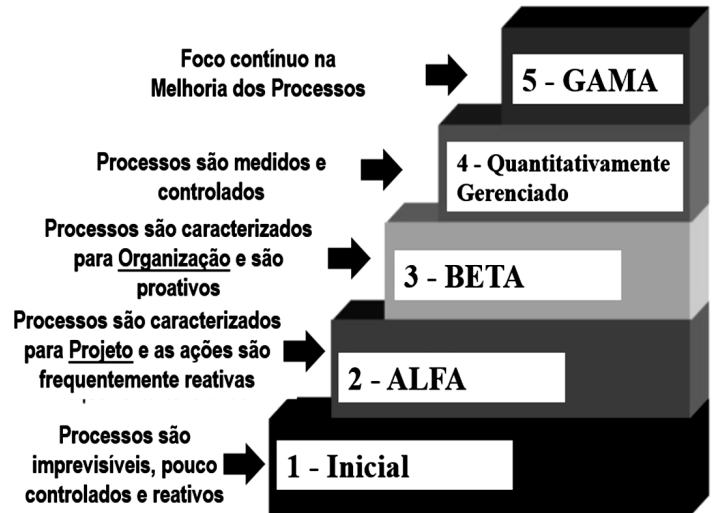 Foco contínuo na
Melhoria dos Processos
5 - GAMA
Processos são medidos e
controlados
4 - Quantitativamente
Gerenciado
Processos são caracterizados
para Organização e são
proativos
3 - BETA
Processos são caracterizados
para Projeto e as ações são
frequentemente reativas
2 - ALFA
Processos são
imprevisíveis, pouco
controlados e reativos
1 - Inicial